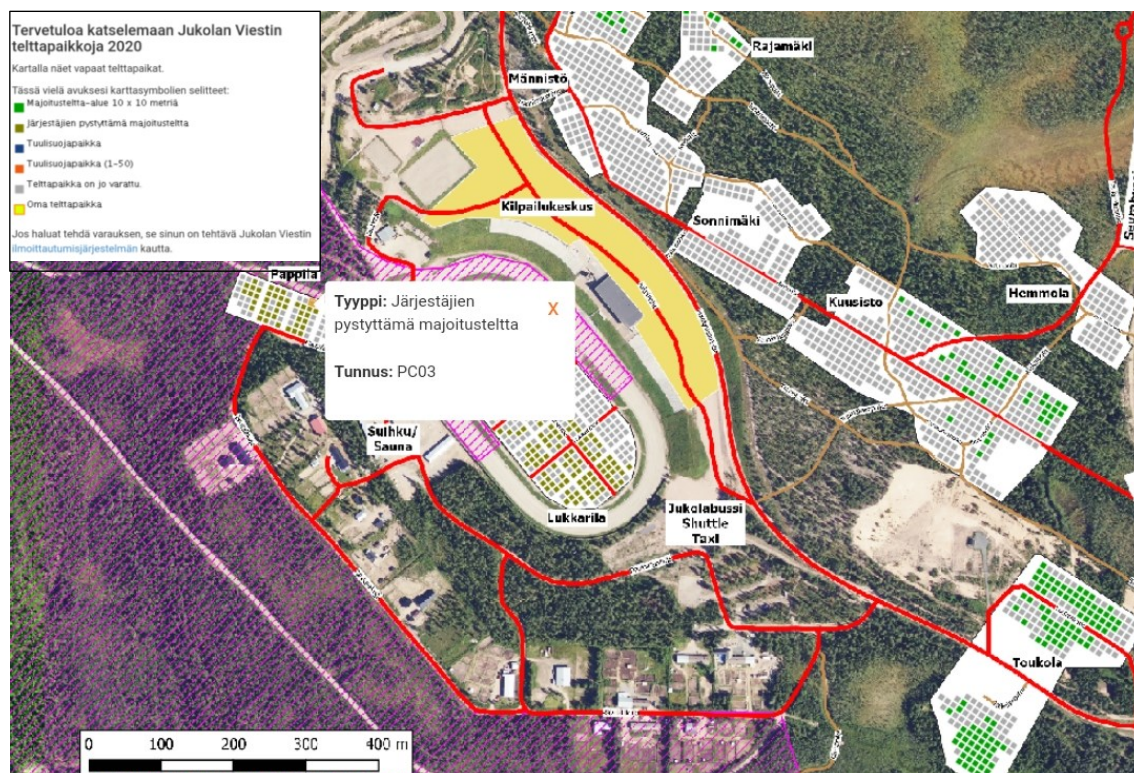 Tervetuloa katselemaan Jukolan Viestin
telttapaikkoja 2020
Kartalla näet vapaat telttapaikat.
Tässä vielä avuksesi karttasymbolien selitteet:
Majoitusteltta-alue 10 x 10 metriä
Järjestäjien pystyttämä majoitusteltta
Tuulisuojapaikka
Tuulisuojapaikka (1-50)
Telttapaikka on jo varattu.
Oma telttapaikka
Jos haluat tehdä varauksen, se sinun on tehtävä Jukolan Viestin
ilmoittautumisjärjestelmän kautta.
Rajamäki
Männistö
Kilpailukeskus
Sonnimäki
Pappila
Hemmola
Kuusisto
Tyyppi: Järjestäjien
pystyttämä majoitusteltta
X
Tunnus: PC03
Suihku/
Sauna
Lukkarila
Jukolabussi
Shuttle
Taxi
Toukola
0 100 200 300 400 m